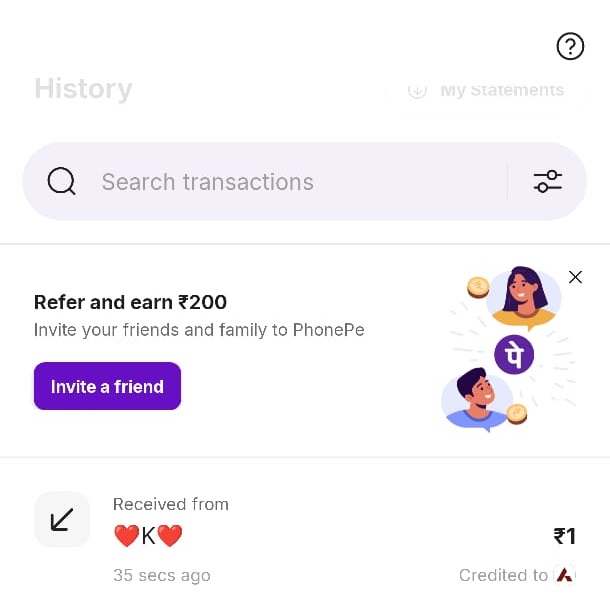 History
My Statements
Search transactions
Refer and earn ₹200
Invite your friends and family to PhonePe
Invite a friend
पे
Received from
❤️K❤️
₹1
35 secs ago
Credited to